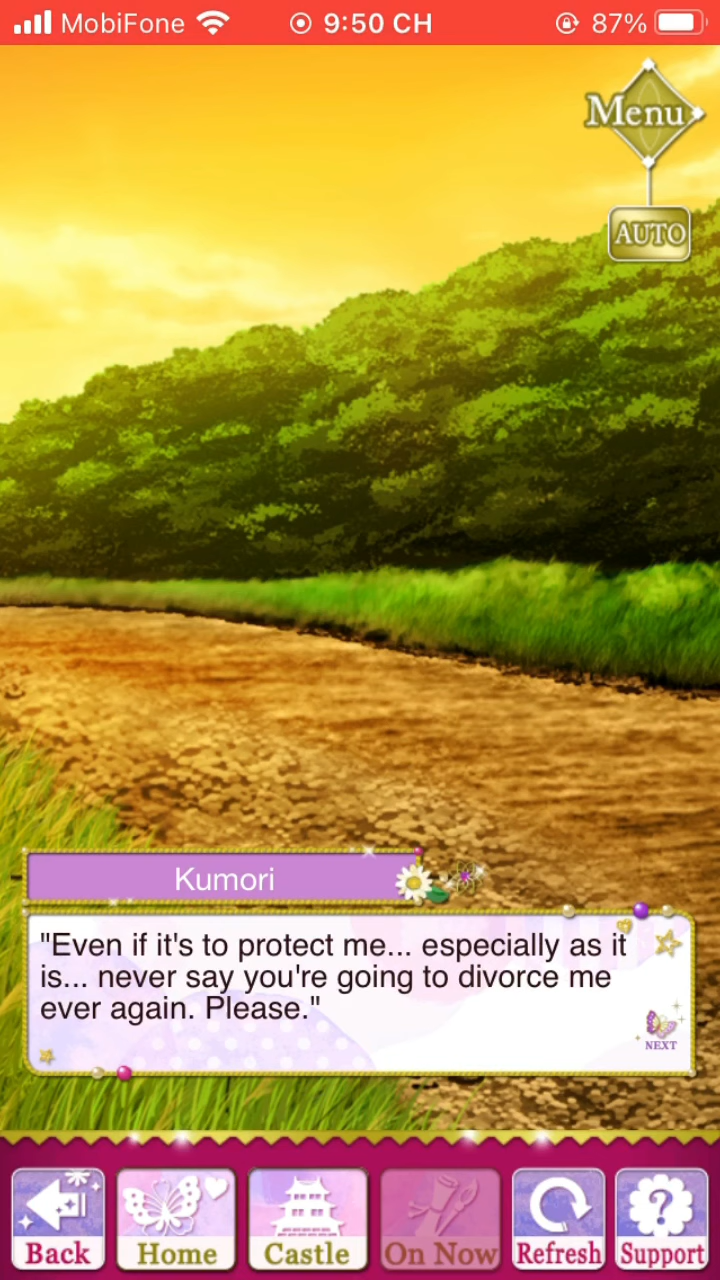 MobiFone 9:50 CH 87%
Menu
AUTO
Kumori
"Even if it's to protect me... especially as it
is... never say you're going to divorce me
ever again. Please."
NEXT
Back Home Castle On Now Refresh Support